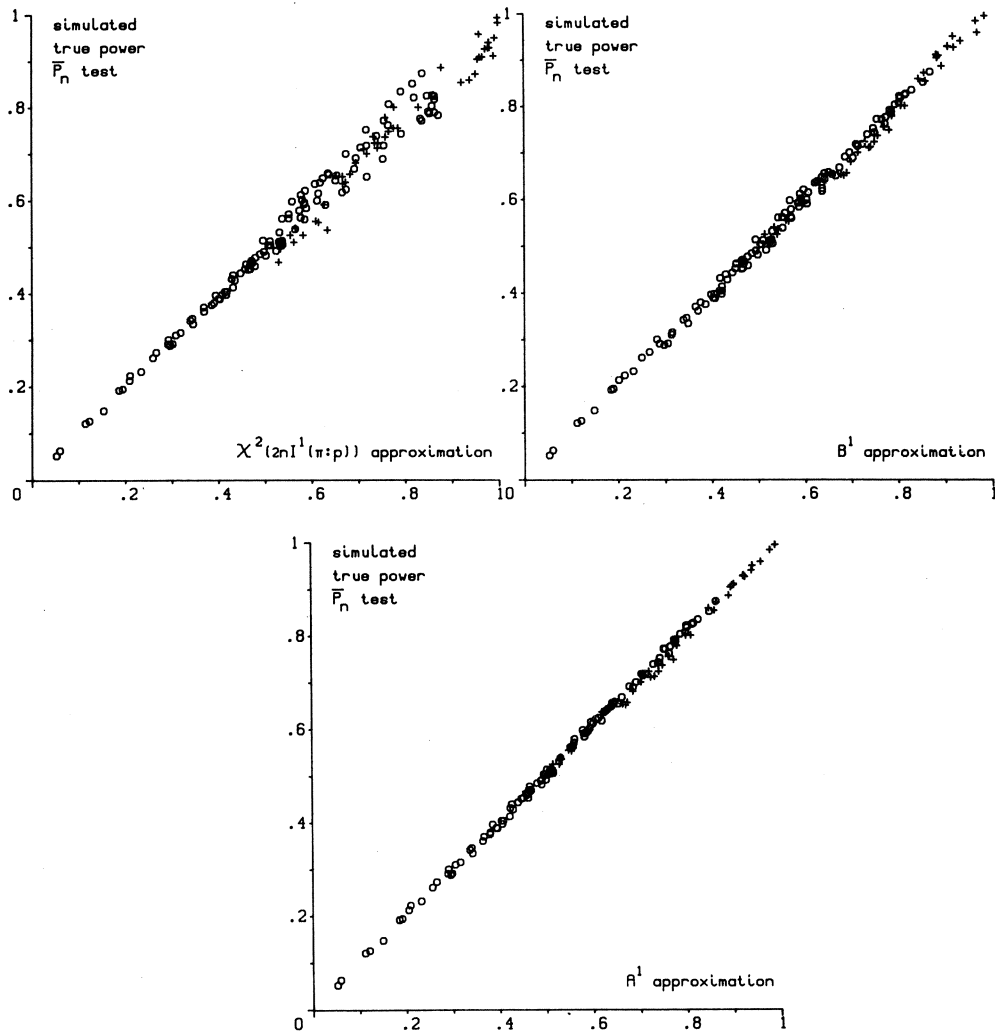 1
simulated
true power
P̅ₙ test
.8
.6
.4
.2
0
.2
.4
.6
.8
1
χ²(2nI¹(π:p)) approximation
1
simulated
true power
P̅ₙ test
.8
.6
.4
.2
0
.2
.4
.6
.8
1
B¹ approximation
1
simulated
true power
P̅ₙ test
.8
.6
.4
.2
0
.2
.4
.6
.8
1
A¹ approximation